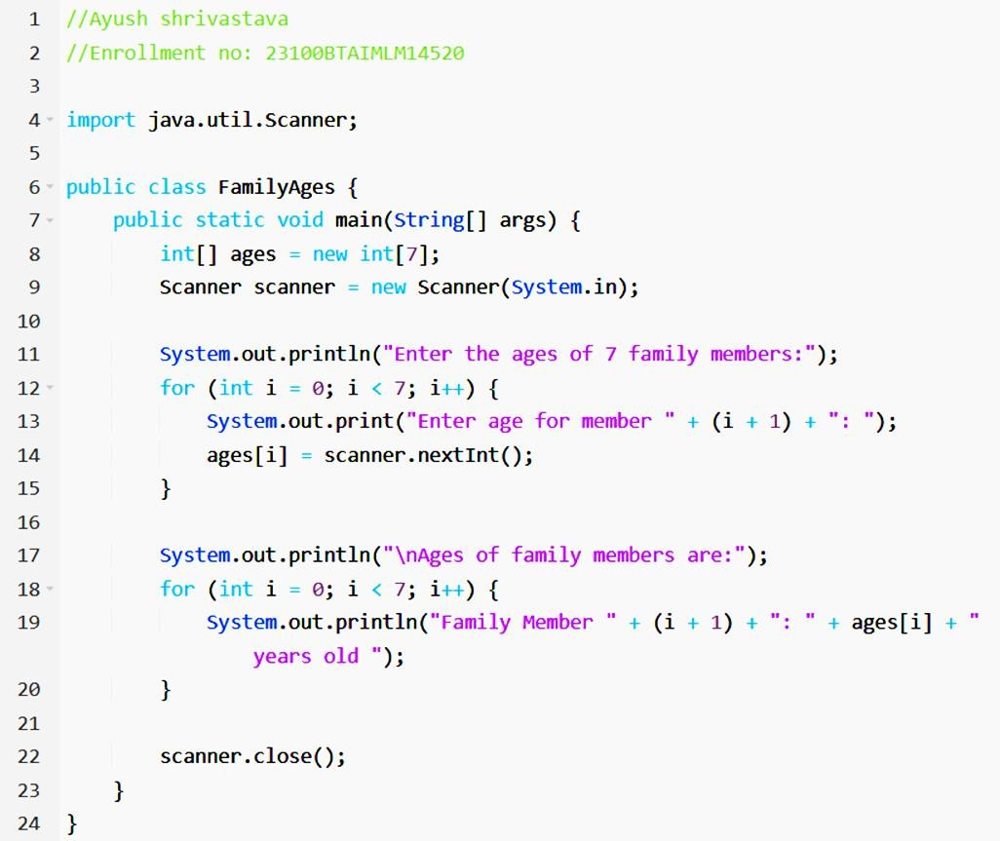 1 //Ayush shrivastava
2 //Enrollment no: 23100BTAIMLM14520
3
4 import java.util.Scanner;
5
6 public class FamilyAges {
7     public static void main(String[] args) {
8         int[] ages = new int[7];
9         Scanner scanner = new Scanner(System.in);
10
11         System.out.println("Enter the ages of 7 family members:");
12         for (int i = 0; i < 7; i++) {
13             System.out.print("Enter age for member " + (i + 1) + ": ");
14             ages[i] = scanner.nextInt();
15         }
16
17         System.out.println("\nAges of family members are:");
18         for (int i = 0; i < 7; i++) {
19             System.out.println("Family Member " + (i + 1) + ": " + ages[i] + "
                years old ");
20         }
21
22         scanner.close();
23     }
24 }